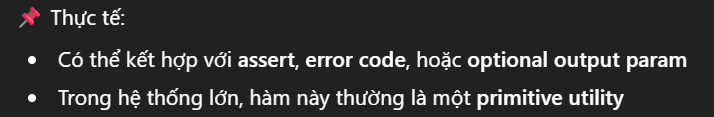 📌 Thực tế:
• Có thể kết hợp với assert, error code, hoặc optional output param
• Trong hệ thống lớn, hàm này thường là một primitive utility